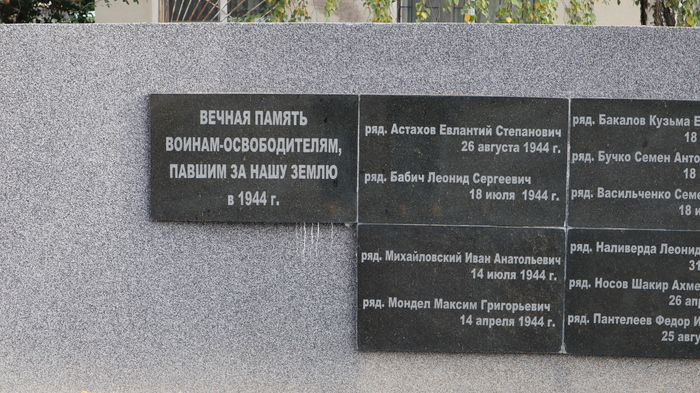 ВЕЧНАЯ ПАМЯТЬ
ВОИНАМ-ОСВОБОДИТЕЛЯМ,
ПАВШИМ ЗА НАШУ ЗЕМЛЮ
в 1944 г.
ряд. Астахов Евлантий Степанович
26 августа 1944 г.
ряд. Бабич Леонид Сергеевич
18 июля 1944 г.
ряд. Михайловский Иван Анатольевич
14 июля 1944 г.
ряд. Мондел Максим Григорьевич
14 апреля 1944 г.
ряд. Бакалов Кузьма
18
ряд. Бучко Семен
18
ряд. Васильченко
18
ряд. Наливерда Леонид
ряд. Носов Шакир
26
ряд. Пантелеев Федор
25